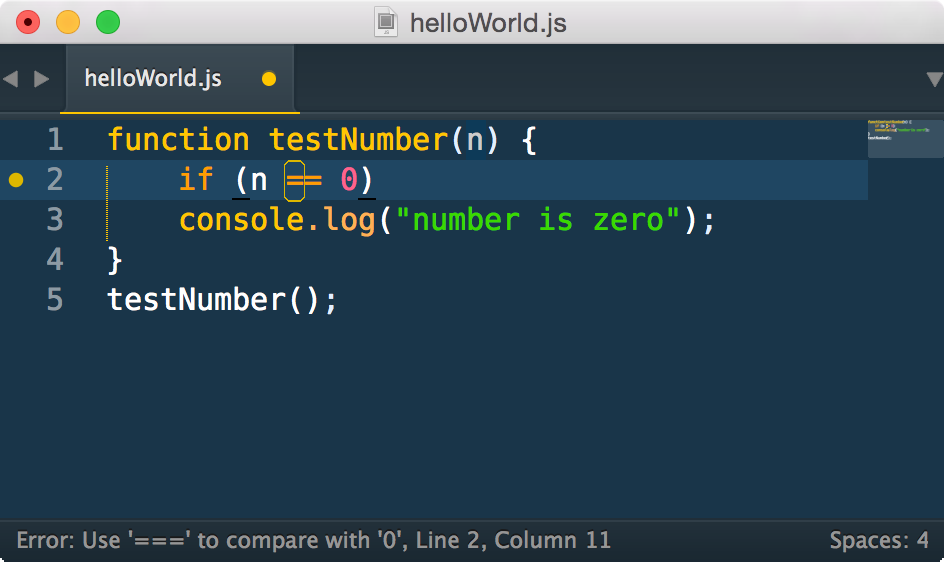 helloWorld.js
helloWorld.js
1 function testNumber(n) {
2 if (n == 0)
3 console.log("number is zero");
4 }
5 testNumber();
Error: Use '===' to compare with '0', Line 2, Column 11
Spaces: 4